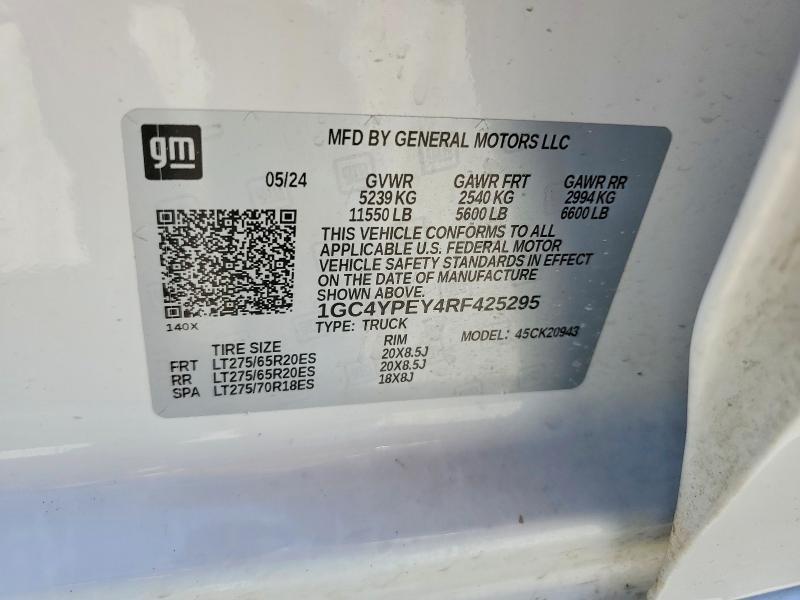 gm
MFD BY GENERAL MOTORS LLC
05/24 GVWR GAWR FRT GAWR RR
5239 KG 2540 KG 2994 KG
11550 LB 5600 LB 6600 LB
THIS VEHICLE CONFORMS TO ALL
APPLICABLE U.S. FEDERAL MOTOR
VEHICLE SAFETY STANDARDS IN EFFECT
ON THE DATE OF MANUFACTURE
SHOWN ABOVE.
1GC4YPEY4RF425295
140X
TYPE: TRUCK MODEL: 45CK20943
TIRE SIZE RIM
FRT LT275/65R20ES 20X8.5J
RR LT275/65R20ES 20X8.5J
SPA LT275/70R18ES 18X8J